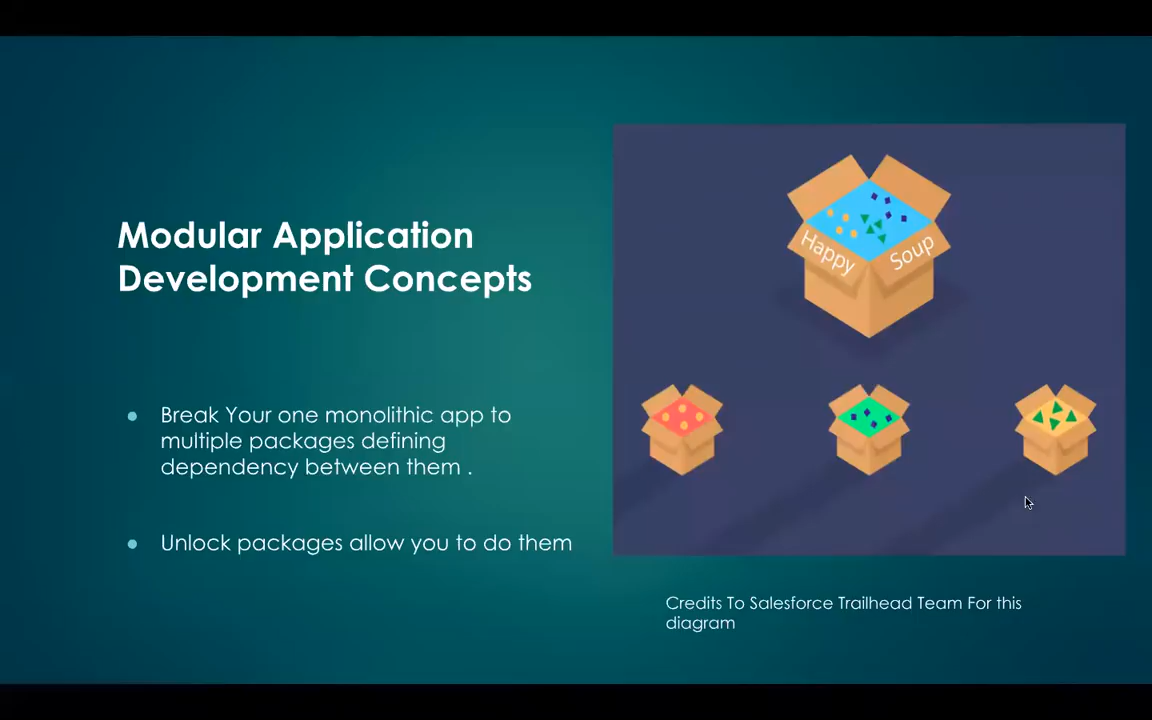 Modular Application
Development Concepts
● Break Your one monolithic app to
multiple packages defining
dependency between them .
● Unlock packages allow you to do them
Happy Soup
Credits To Salesforce Trailhead Team For this
diagram